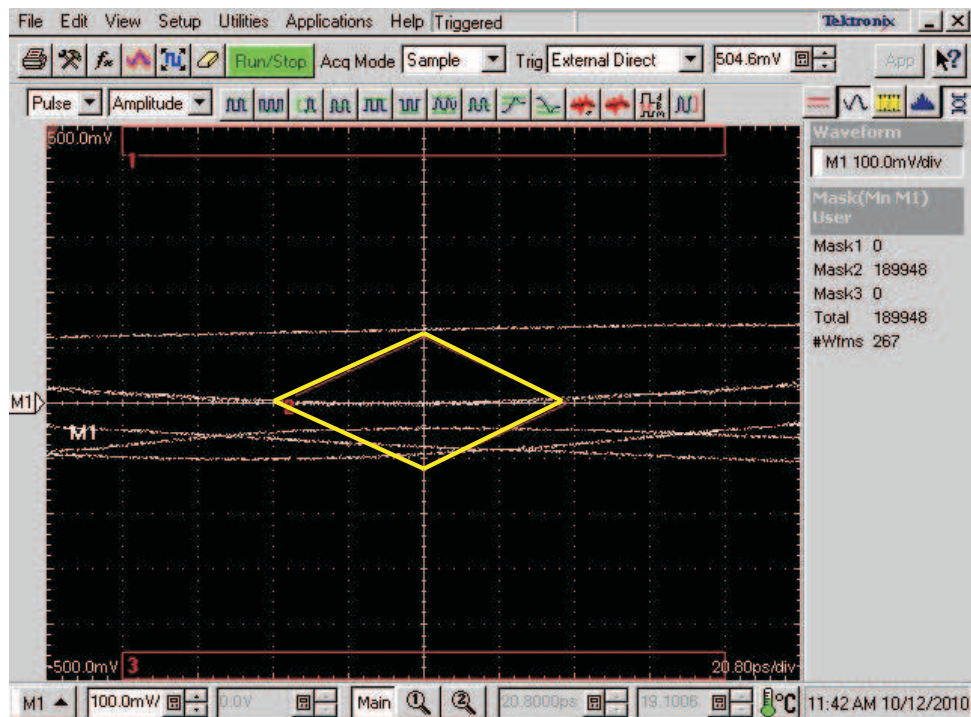 File Edit View Setup Utilities Applications Help Triggered Tektronix
Run/Stop Acq Mode Sample Trig External Direct 504.6mV App
Pulse Amplitude
500.0mV
1
Waveform
M1 100.0mV/div
Mask(Mn M1)
User
Mask1 0
Mask2 189948
Mask3 0
Total 189948
#Wfms 267
M1
2
M1
-500.0mV 3 20.80ps/div
M1 100.0mV/ 0.0V Main 1 2 20.8000ps 19.1006 °C 11:42 AM 10/12/2010